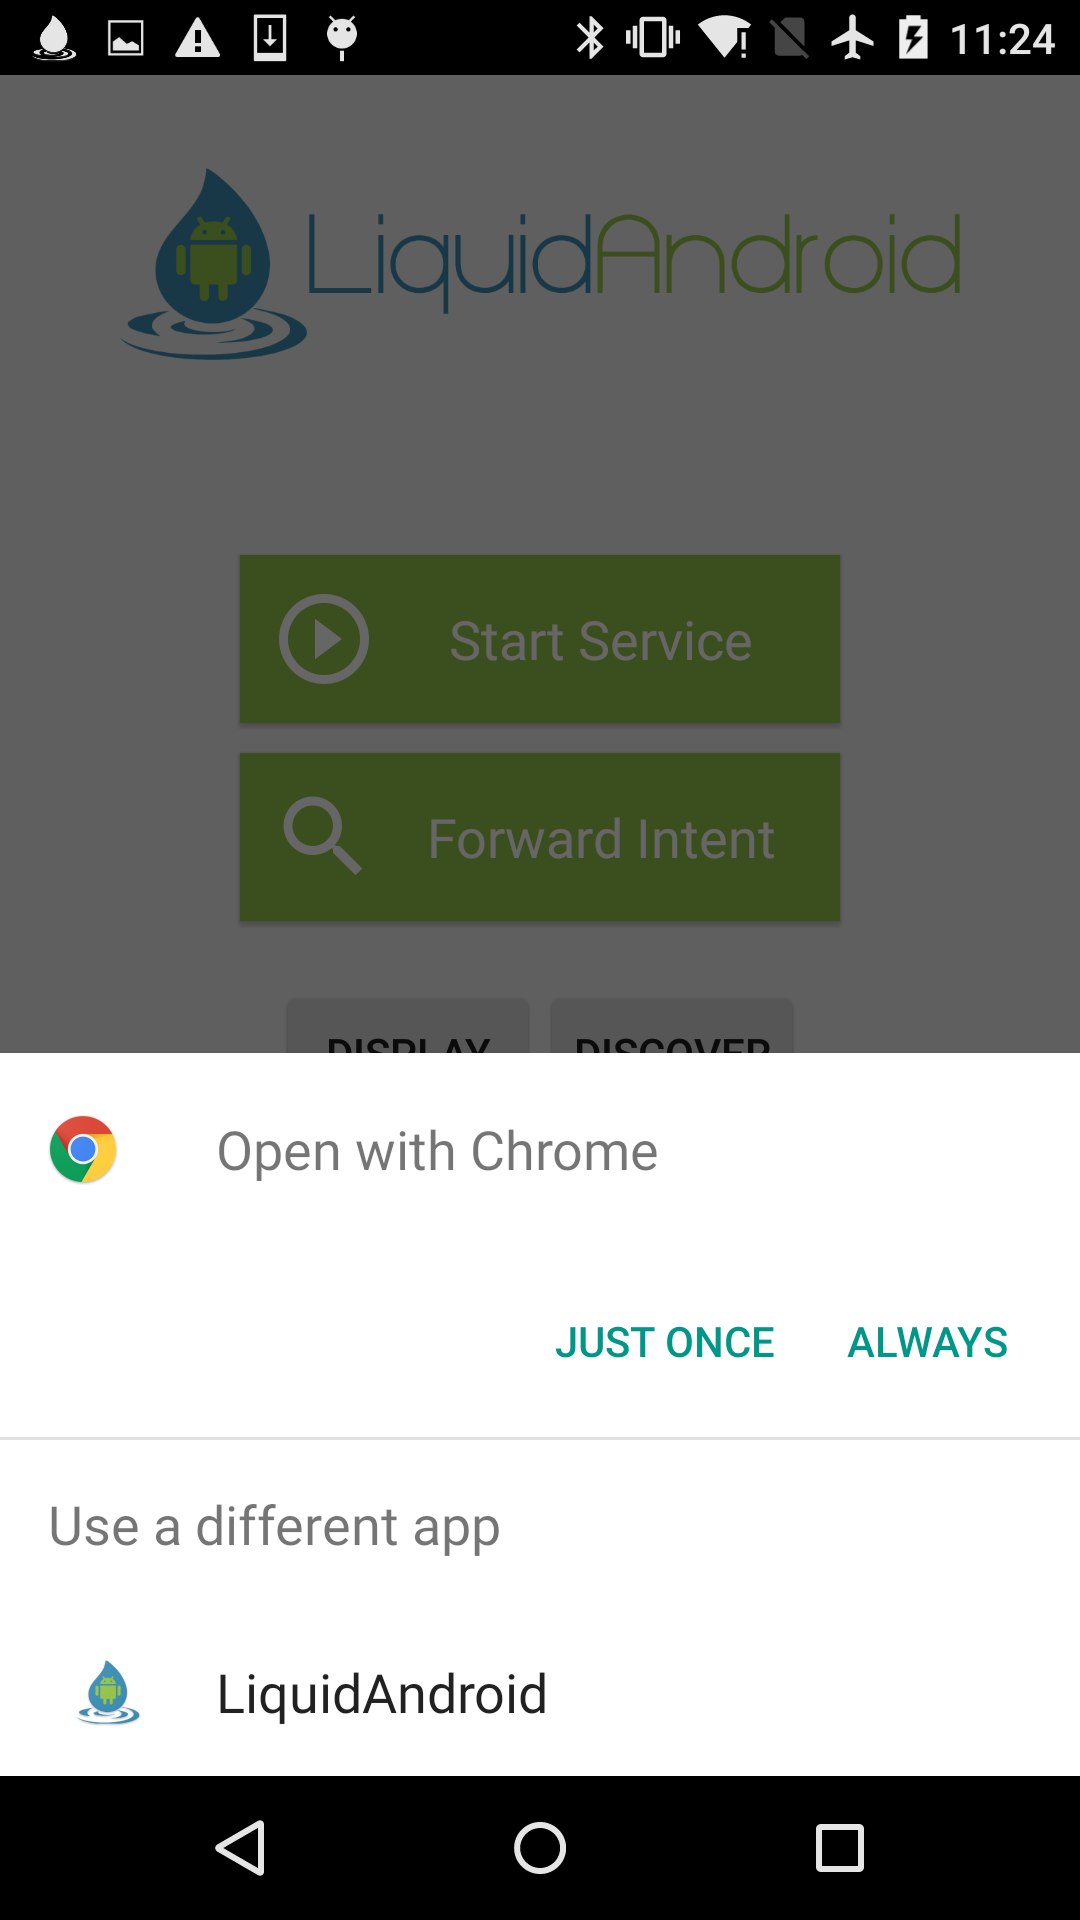 11:24
LiquidAndroid
Start Service
Forward Intent
DISPLAY DISCOVER
Open with Chrome
JUST ONCE ALWAYS
Use a different app
LiquidAndroid